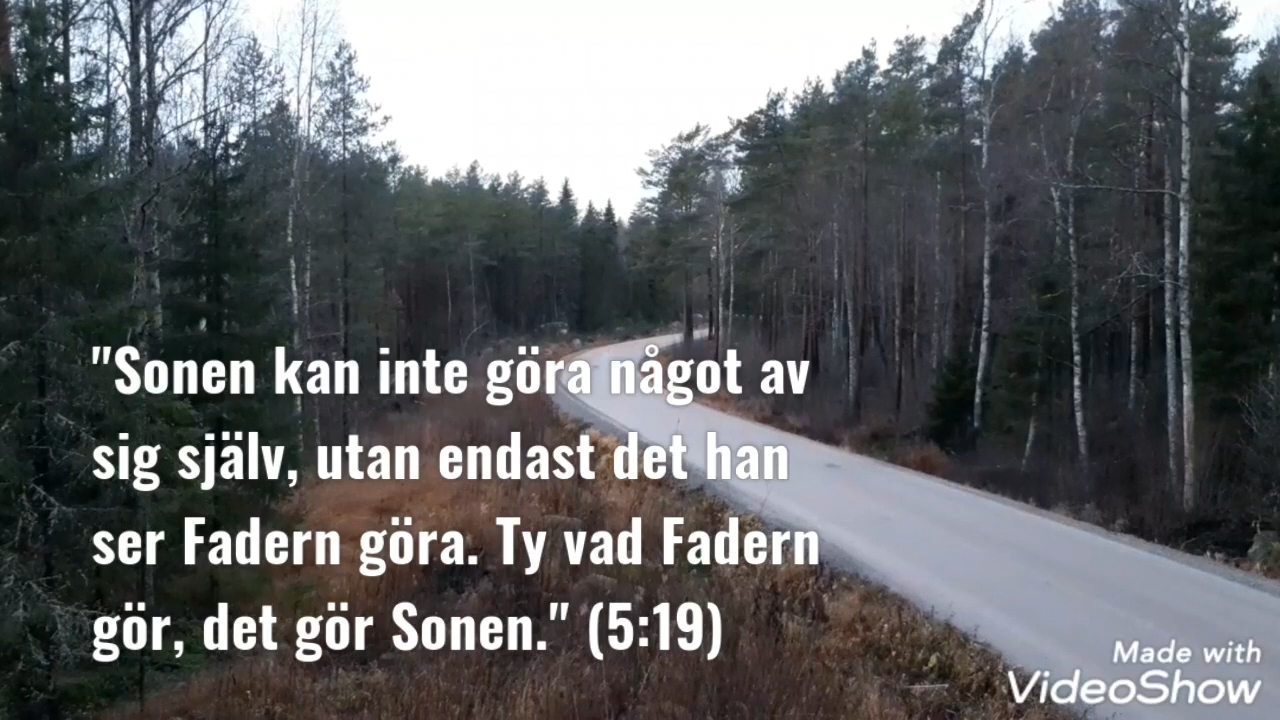 "Sonen kan inte göra något av
sig själv, utan endast det han
ser Fadern göra. Ty vad Fadern
gör, det gör Sonen." (5:19)
Made with
VideoShow